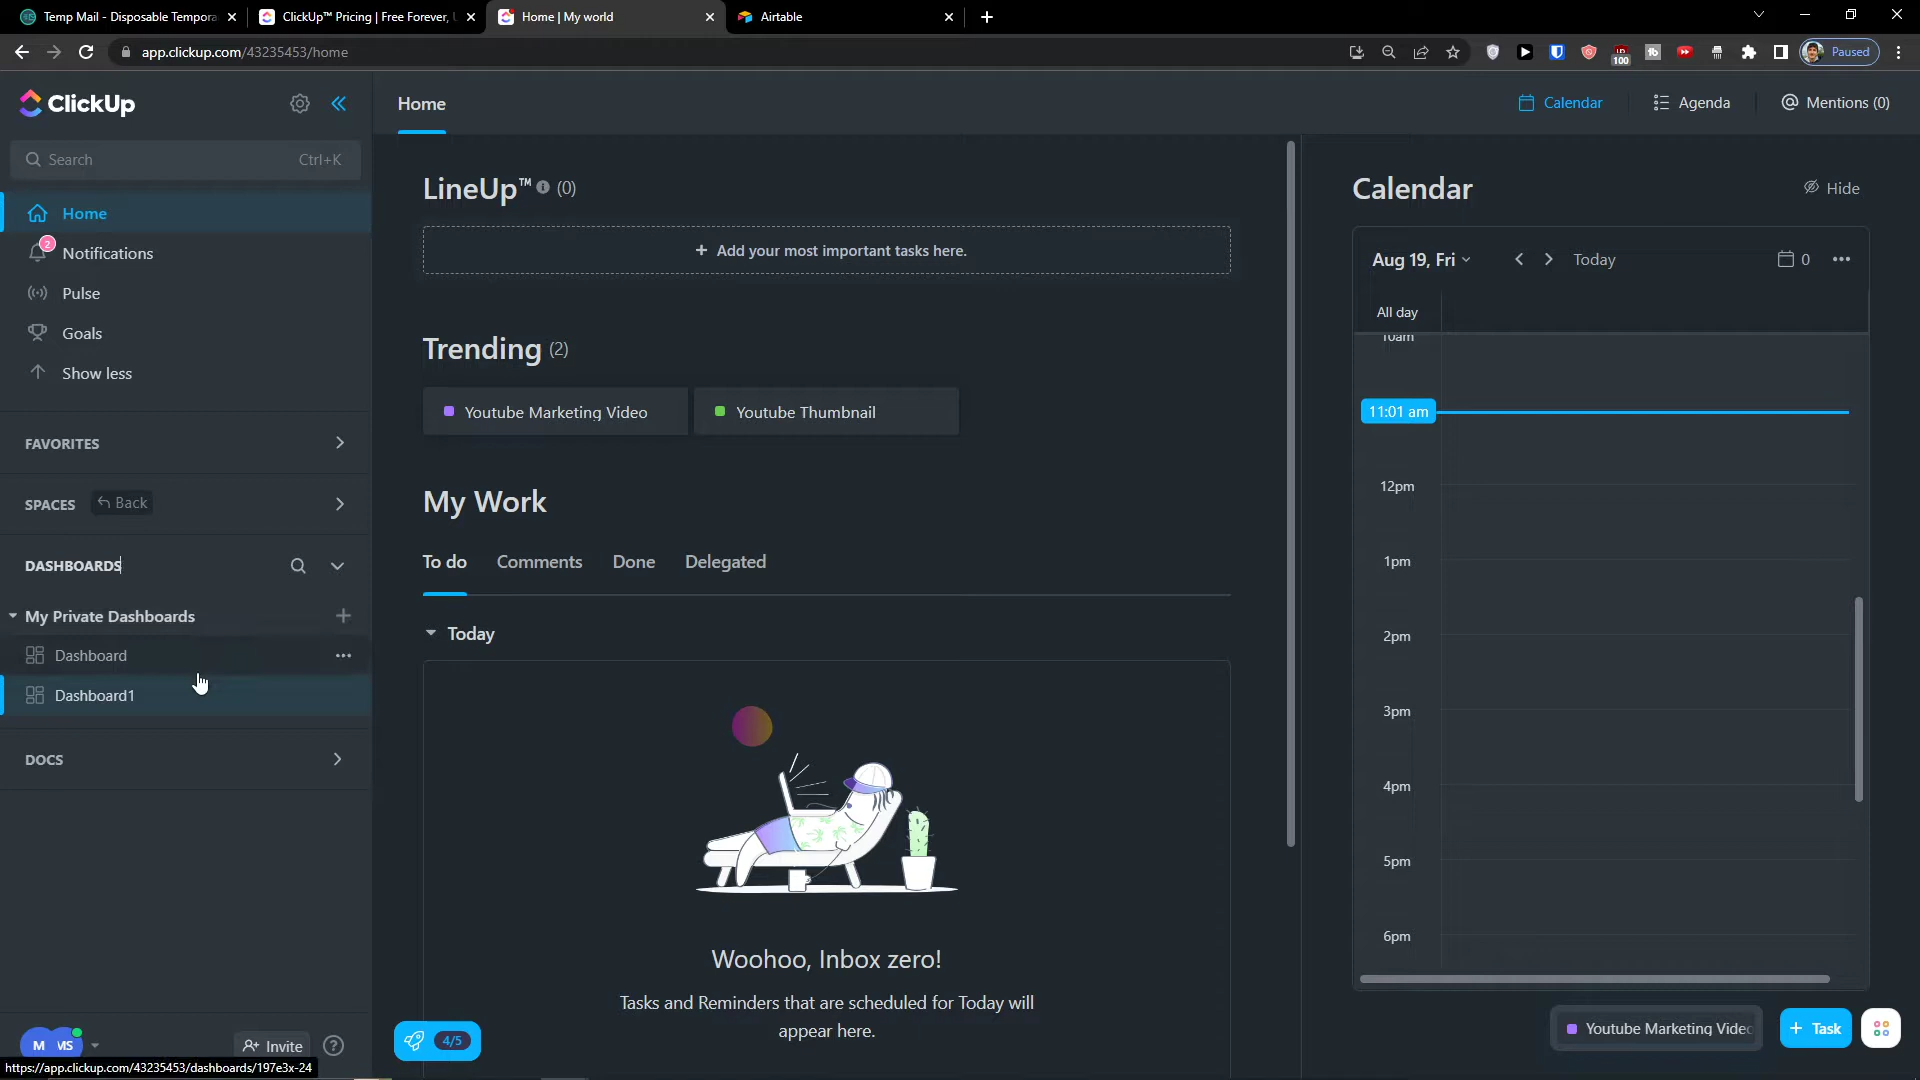 Temp Mail - Disposable Tempora
ClickUp™ Pricing | Free Forever,
Home | My world
Airtable
app.clickup.com/43235453/home
100
Paused
ClickUp
Search
Ctrl+K
Home
2
Notifications
Pulse
Goals
Show less
FAVORITES
SPACES
Back
DASHBOARDS
My Private Dashboards
Dashboard
Dashboard1
DOCS
M
MS
Invite
https://app.clickup.com/43235453/dashboards/197e3x-24
Home
Calendar
Agenda
Mentions (0)
LineUp™ (0)
+ Add your most important tasks here.
Trending (2)
Youtube Marketing Video
Youtube Thumbnail
My Work
To do
Comments
Done
Delegated
Today
Woohoo, Inbox zero!
Tasks and Reminders that are scheduled for Today will
appear here.
4/5
Calendar
Hide
Aug 19, Fri
Today
0
All day
10am
11:01 am
12pm
1pm
2pm
3pm
4pm
5pm
6pm
Youtube Marketing Videc
+ Task